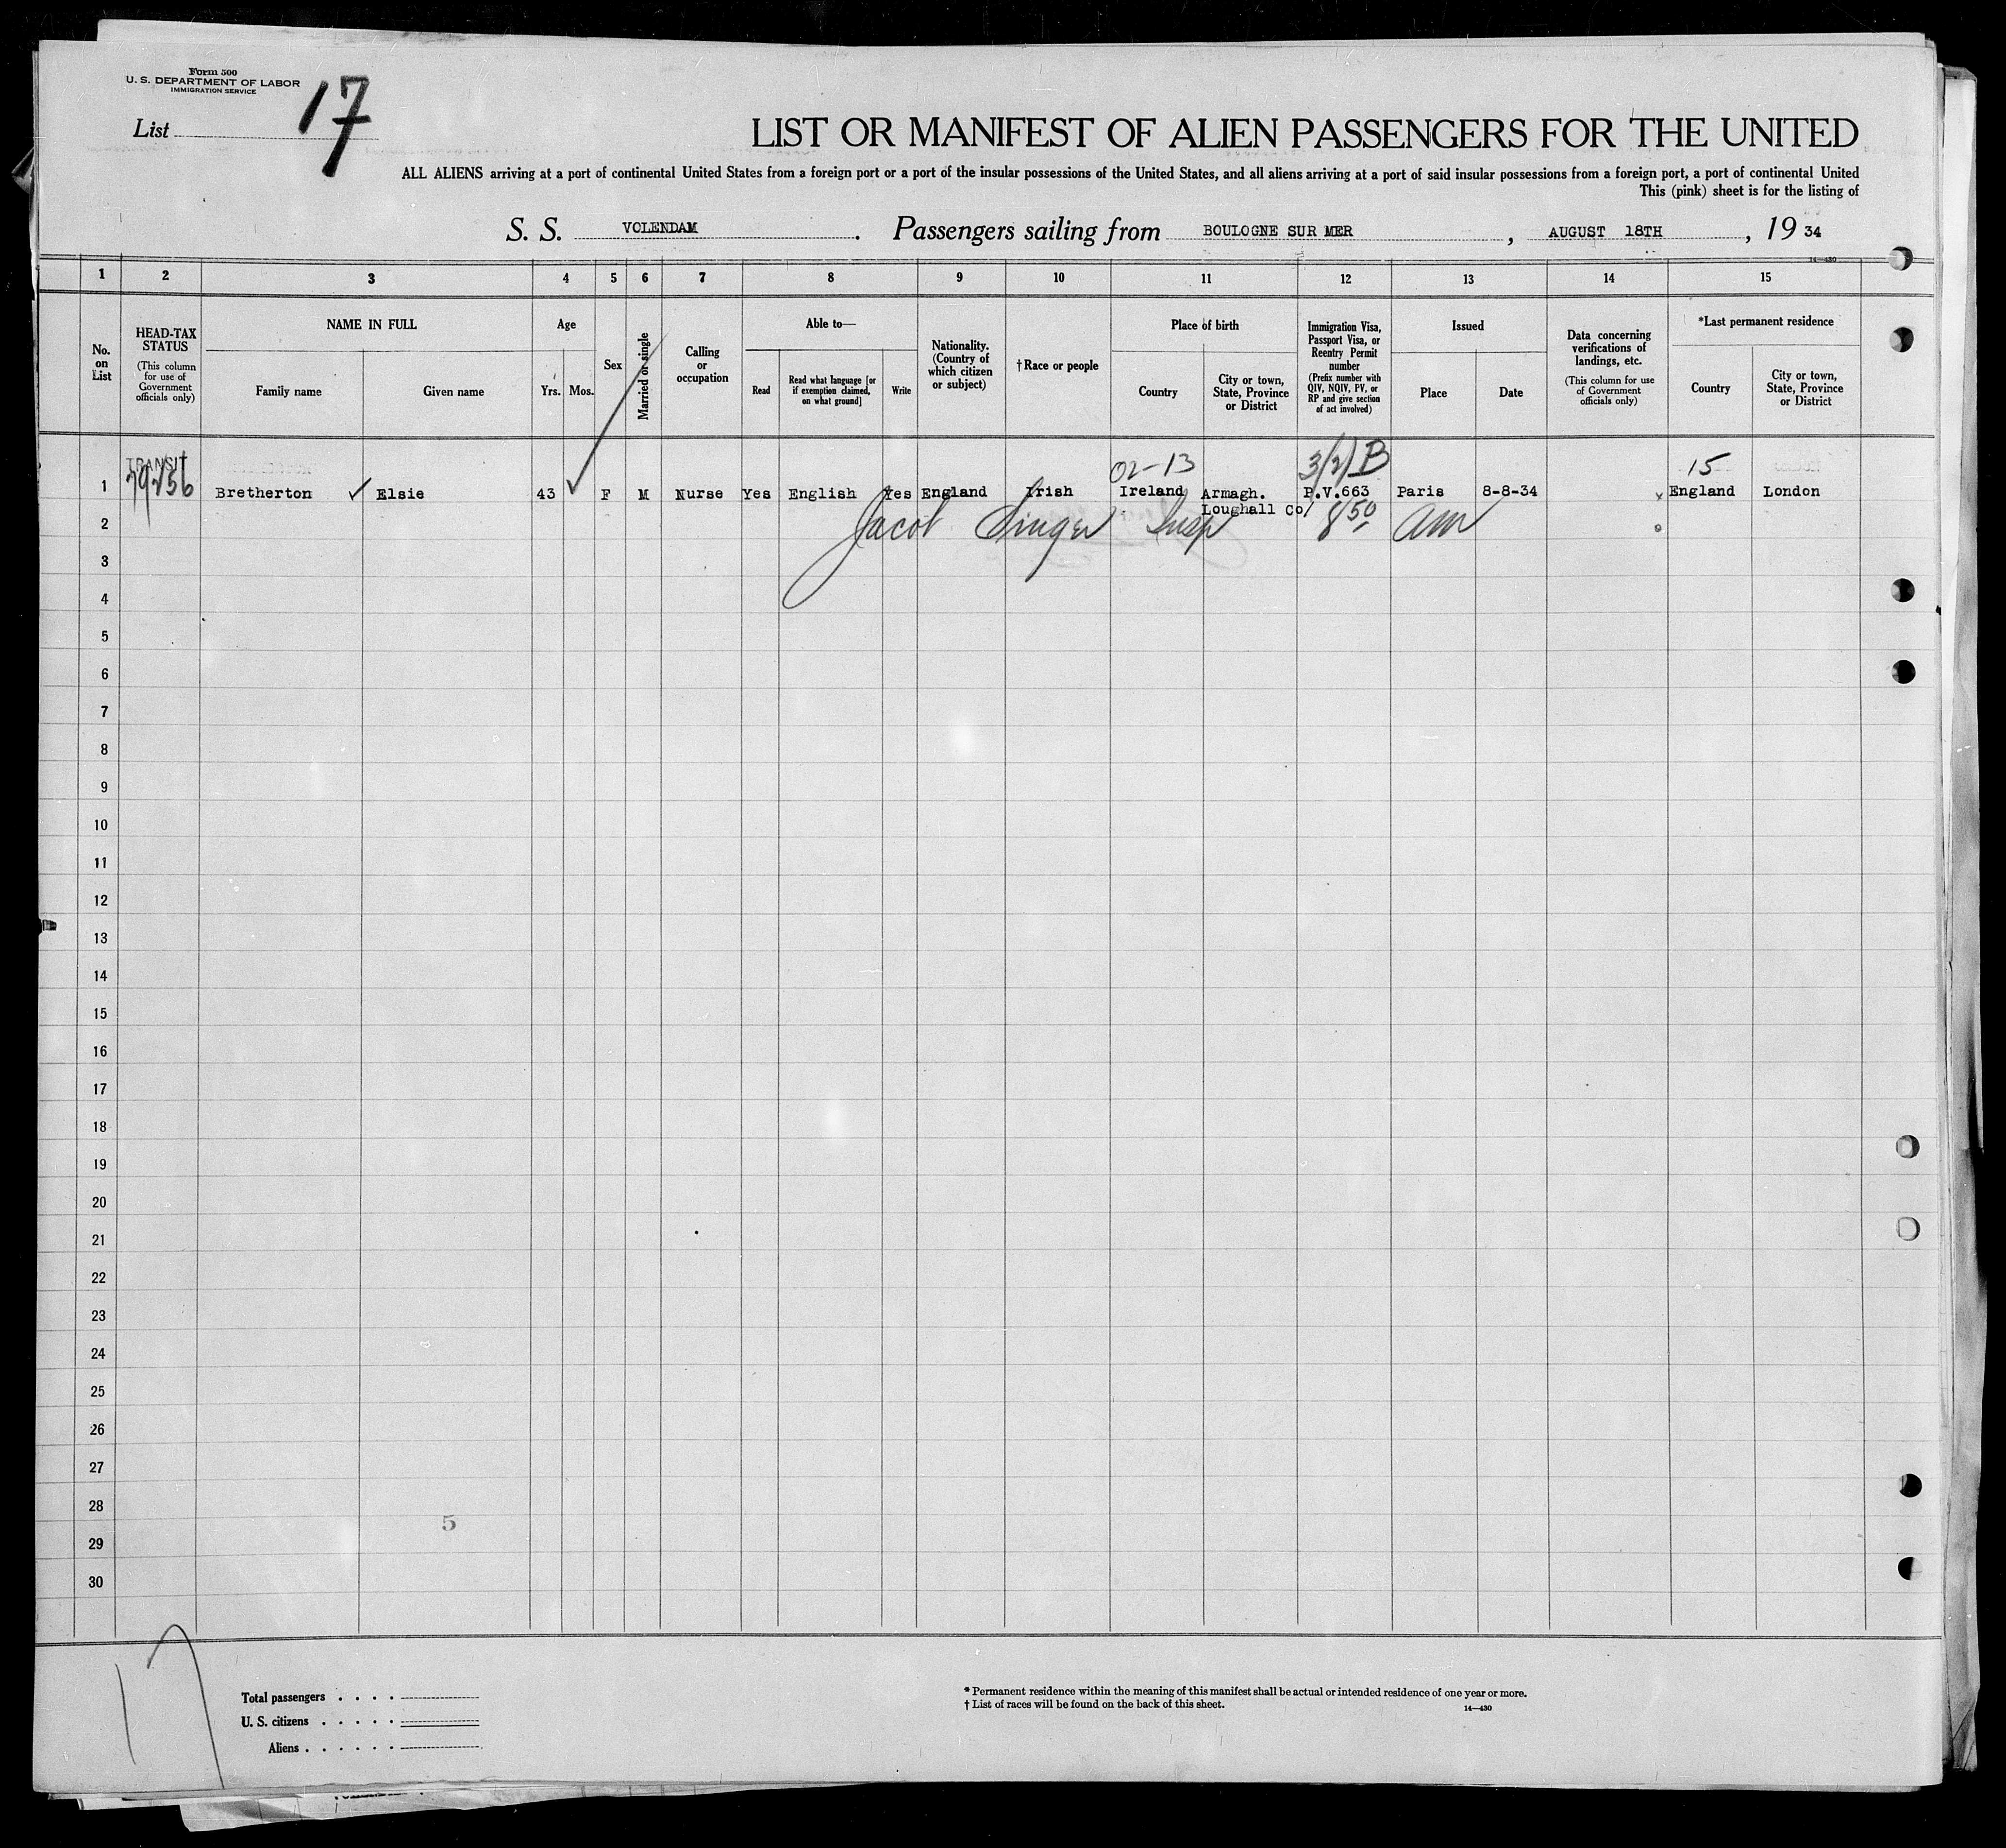 Form 500
U. S. DEPARTMENT OF LABOR
IMMIGRATION SERVICE
List 17
LIST OR MANIFEST OF ALIEN PASSENGERS FOR THE UNITED
ALL ALIENS arriving at a port of continental United States from a foreign port or a port of the insular possessions of the United States, and all aliens arriving at a port of said insular possessions from a foreign port, a port of continental United
This (pink) sheet is for the listing of
S. S. VOLENDAM. Passengers sailing from BOULOGNE SUR MER, AUGUST 18TH, 19 34
14—430
1 2 3 4 5 6 7 8 9 10 11 12 13 14 15
No. on List
HEAD-TAX STATUS (This column for use of Government officials only)
NAME IN FULL
Family name
Given name
Age
Yrs.
Mos.
Sex
Married or single
Calling or occupation
Able to—
Read
Read what language [or if exemption claimed, on what ground]
Write
Nationality. (Country of which citizen or subject)
†Race or people
Place of birth
Country
City or town, State, Province or District
Immigration Visa, Passport Visa, or Reentry Permit number (Prefix number with QIV, NQIV, PV, or RP and give section of act involved)
Issued
Place
Date
Data concerning verifications of landings, etc. (This column for use of Government officials only)
*Last permanent residence
Country
City or town, State, Province or District
TRANSIT 02-13 3/2/B 15
1 Bretherton ✓ Elsie 43 ✓ F M Nurse Yes English Yes England Irish Ireland Armagh. P.V.663 Paris 8-8-34 x England London
Loughall Co/
2 Jacob Singer Insp 8 50
3
4
5
6
7
8
9
10
11
12
13
14
15
16
17
18
19
20
21
22
23
24
25
26
27
28
5
29
30
17
Total passengers . . . .
U. S. citizens . . . . .
Aliens . . . . . .
* Permanent residence within the meaning of this manifest shall be actual or intended residence of one year or more.
† List of races will be found on the back of this sheet.
14—430